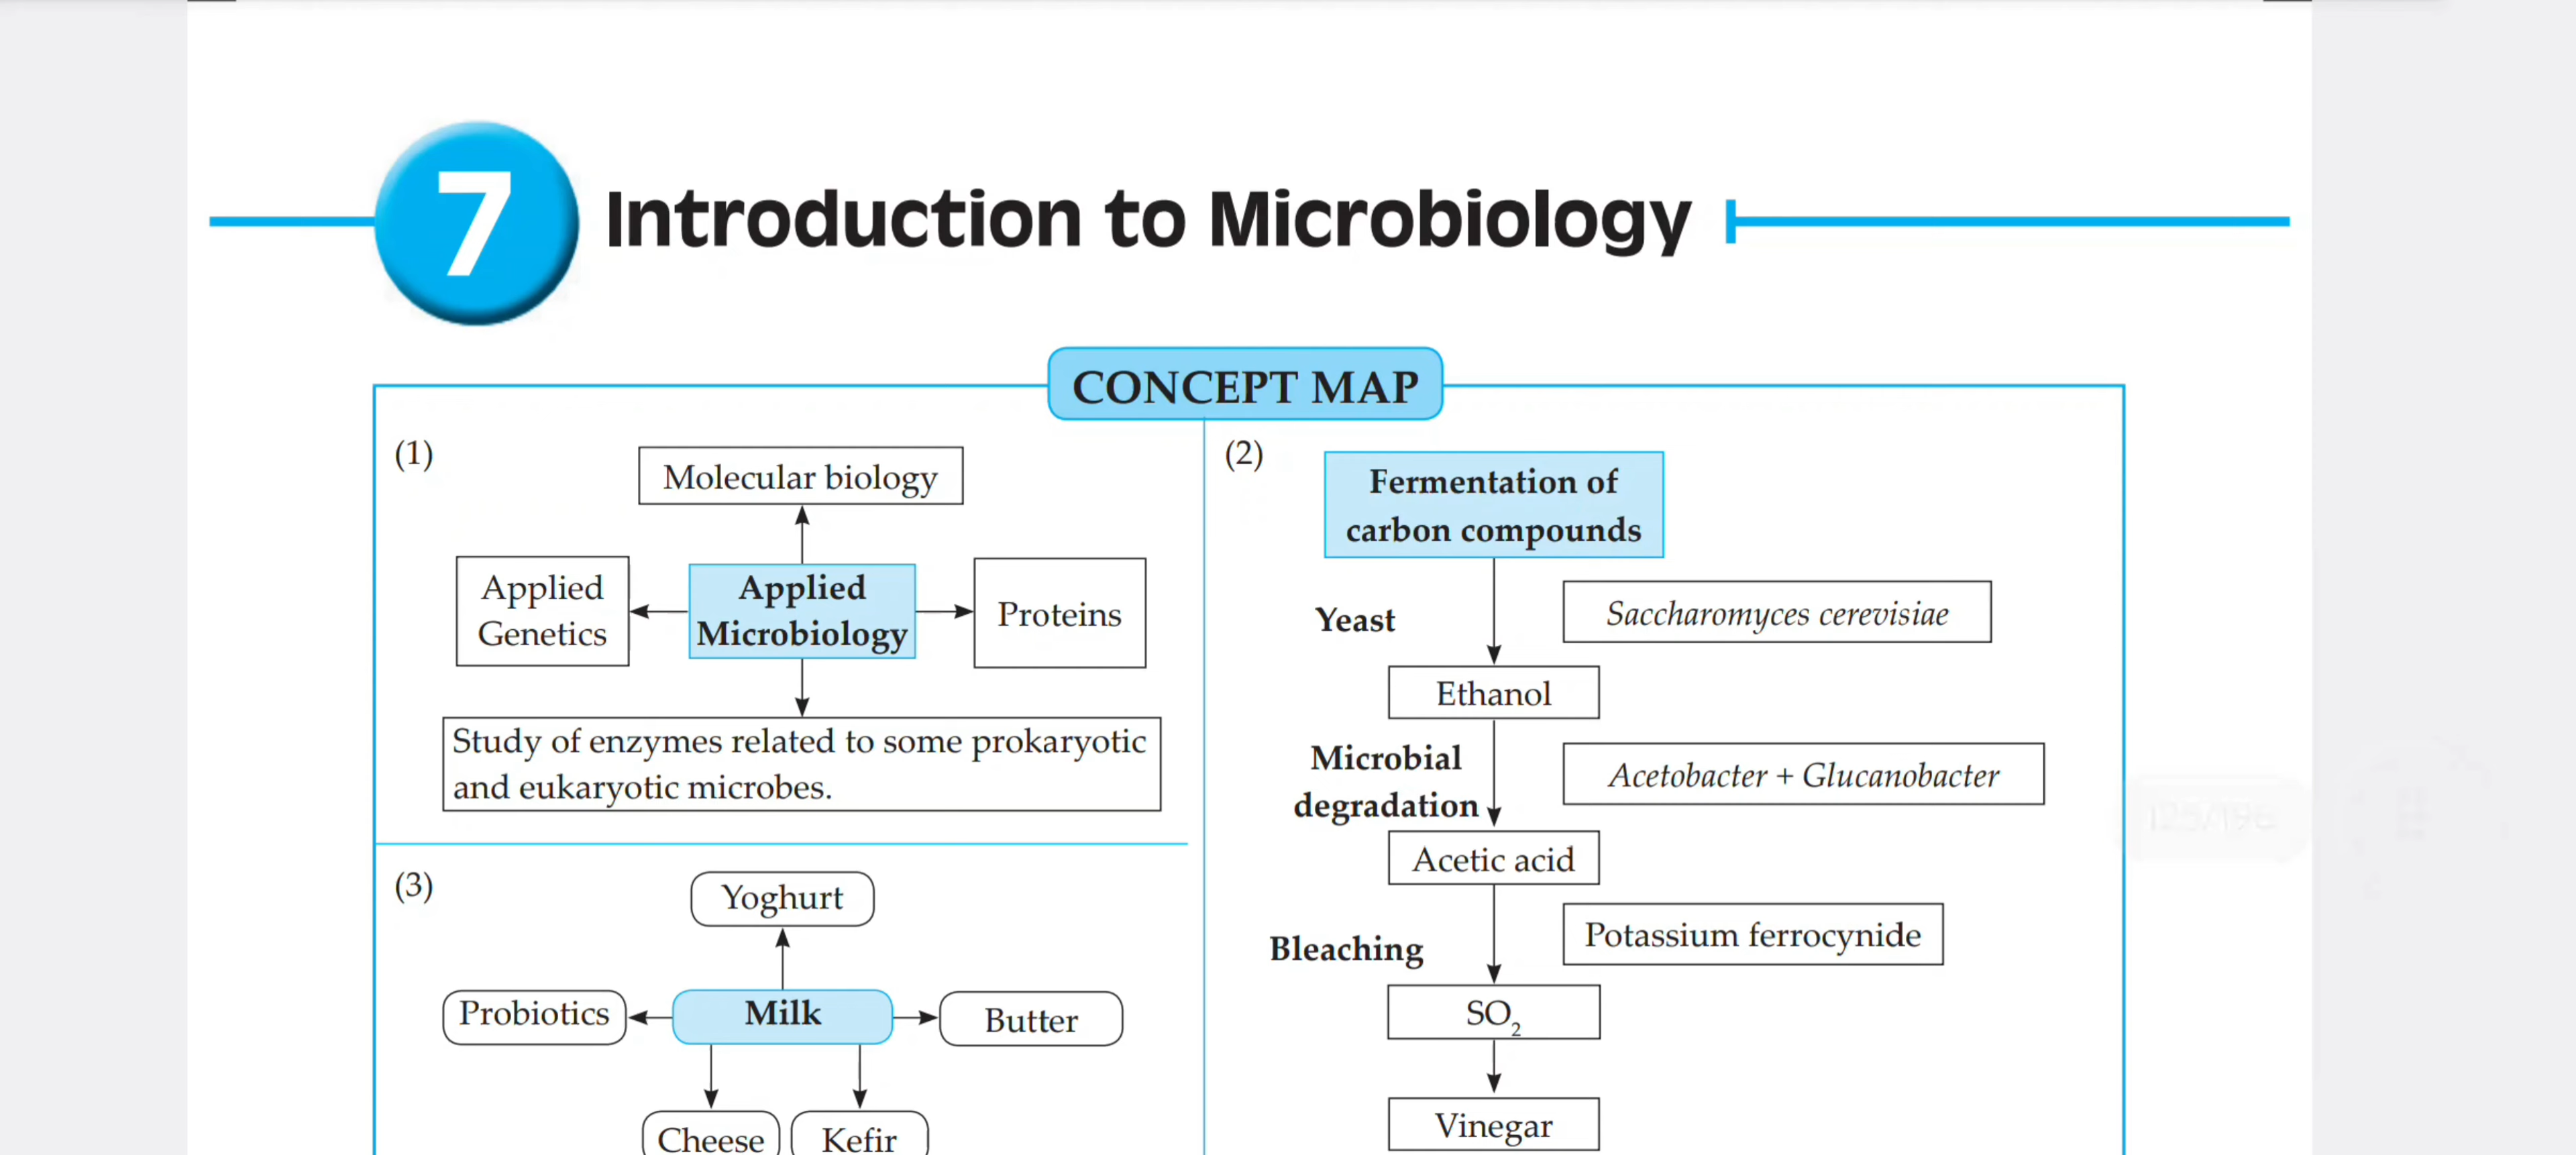 7
Introduction to Microbiology
CONCEPT MAP
(1)
Molecular biology
Applied
Genetics
Applied
Microbiology
Proteins
Study of enzymes related to some prokaryotic
and eukaryotic microbes.
(2)
Fermentation of
carbon compounds
Yeast
Saccharomyces cerevisiae
Ethanol
Microbial
degradation
Acetobacter + Glucanobacter
Acetic acid
Bleaching
Potassium ferrocynide
SO₂
Vinegar
(3)
Yoghurt
Probiotics
Milk
Butter
Cheese
Kefir
125/196